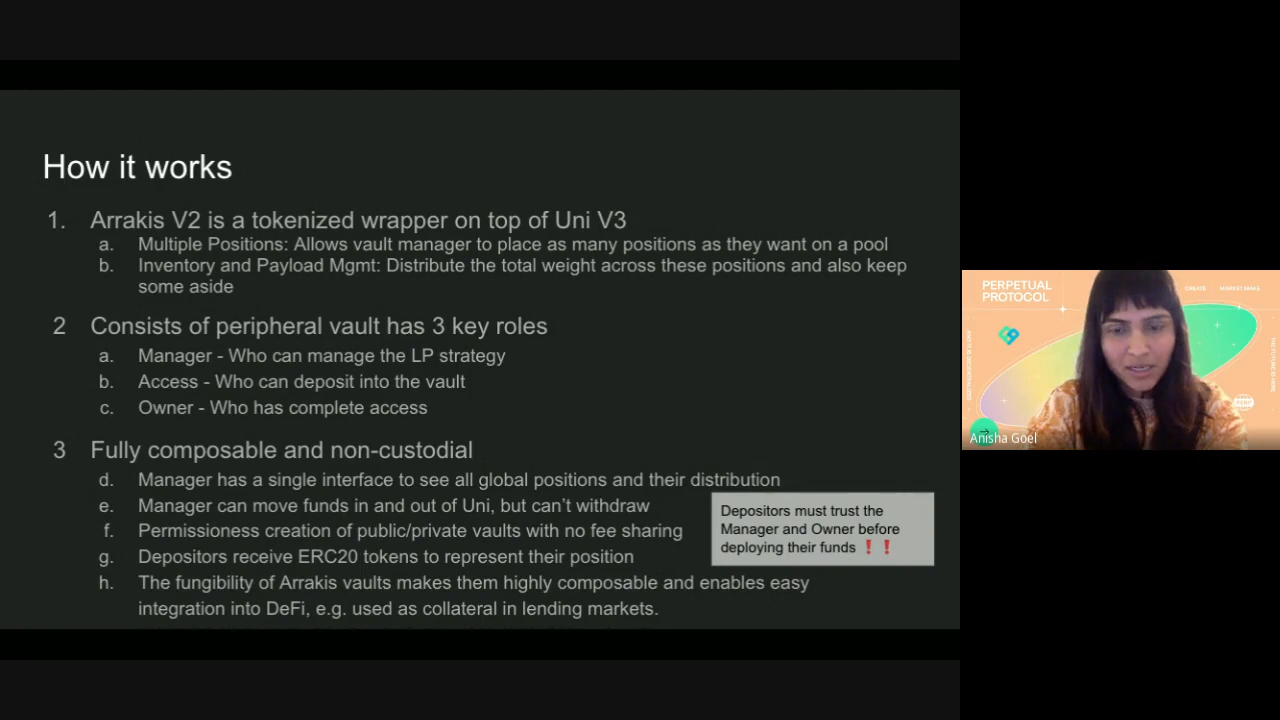 How it works
1. Arrakis V2 is a tokenized wrapper on top of Uni V3
a. Multiple Positions: Allows vault manager to place as many positions as they want on a pool
b. Inventory and Payload Mgmt: Distribute the total weight across these positions and also keep
some aside
2 Consists of peripheral vault has 3 key roles
a. Manager - Who can manage the LP strategy
b. Access - Who can deposit into the vault
c. Owner - Who has complete access
3 Fully composable and non-custodial
d. Manager has a single interface to see all global positions and their distribution
e. Manager can move funds in and out of Uni, but can’t withdraw
f. Permissioness creation of public/private vaults with no fee sharing
g. Depositors receive ERC20 tokens to represent their position
h. The fungibility of Arrakis vaults makes them highly composable and enables easy
integration into DeFi, e.g. used as collateral in lending markets.
Depositors must trust the
Manager and Owner before
deploying their funds ❗❗
PERPETUAL
PROTOCOL
CREATE
MARKET MAKE
PERP
Anisha Goel